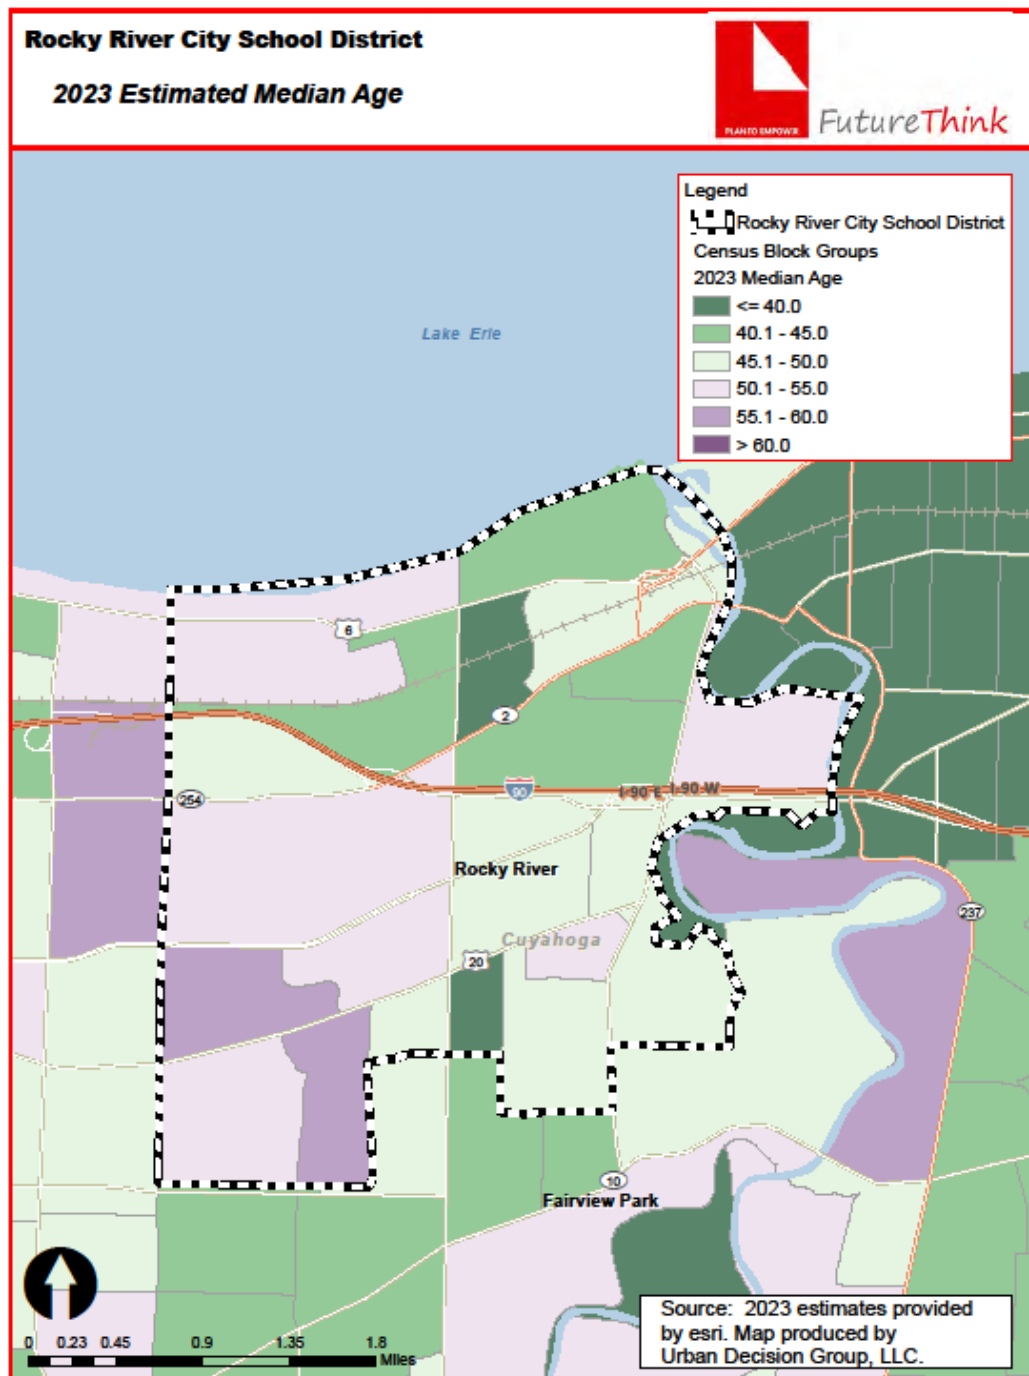 Rocky River City School District
2023 Estimated Median Age
PLAN TO EMPOWER
FutureThink
Legend
Rocky River City School District
Census Block Groups
2023 Median Age
<= 40.0
40.1 - 45.0
45.1 - 50.0
50.1 - 55.0
55.1 - 60.0
> 60.0
Lake Erie
6
2
90
I-90 E
I-90 W
254
Rocky River
237
Cuyahoga
20
10
Fairview Park
0 0.23 0.45 0.9 1.35 1.8
Miles
Source: 2023 estimates provided
by esri. Map produced by
Urban Decision Group, LLC.